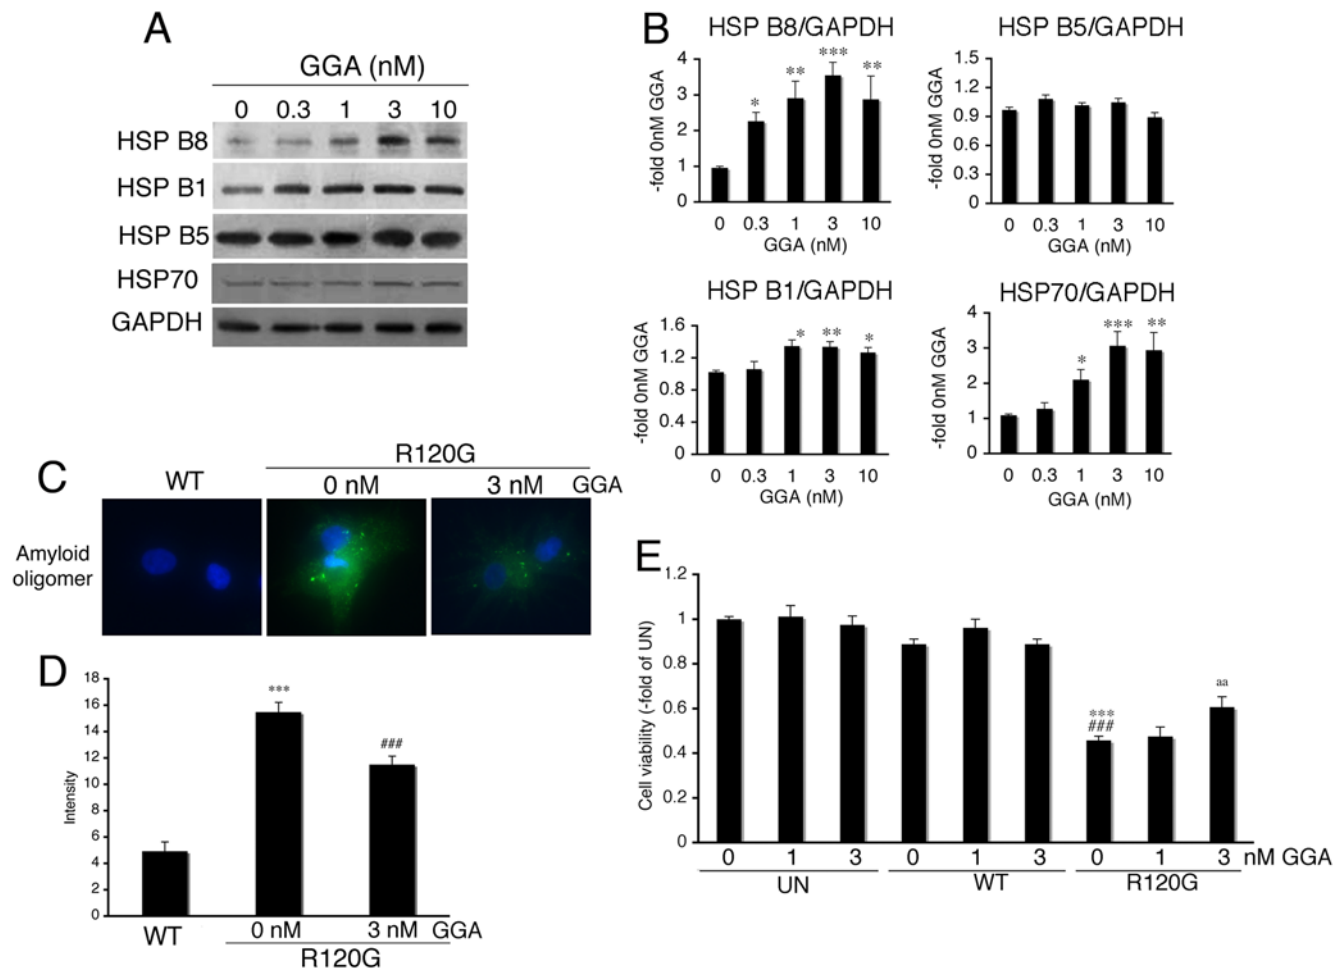 A
GGA (nM)
0 0.3 1 3 10
HSP B8
HSP B1
HSP B5
HSP70
GAPDH
B
HSP B8/GAPDH
-fold 0nM GGA
4
3
2
1
0
* ** *** **
0 0.3 1 3 10
GGA (nM)
HSP B5/GAPDH
-fold 0nM GGA
1.5
1.2
0.9
0.6
0.3
0
0 0.3 1 3 10
GGA (nM)
HSP B1/GAPDH
-fold 0nM GGA
1.6
1.2
0.8
0.4
0
* ** *
0 0.3 1 3 10
GGA (nM)
HSP70/GAPDH
-fold 0nM GGA
4
3
2
1
0
* *** **
0 0.3 1 3 10
GGA (nM)
C
R120G
WT 0 nM 3 nM GGA
Amyloid
oligomer
D
Intensity
18
16
14
12
10
8
6
4
2
0
***
###
WT 0 nM 3 nM GGA
R120G
E
Cell viability (-fold of UN)
1.2
1
0.8
0.6
0.4
0.2
0
***
###
aa
0 1 3 0 1 3 0 1 3 nM GGA
UN WT R120G